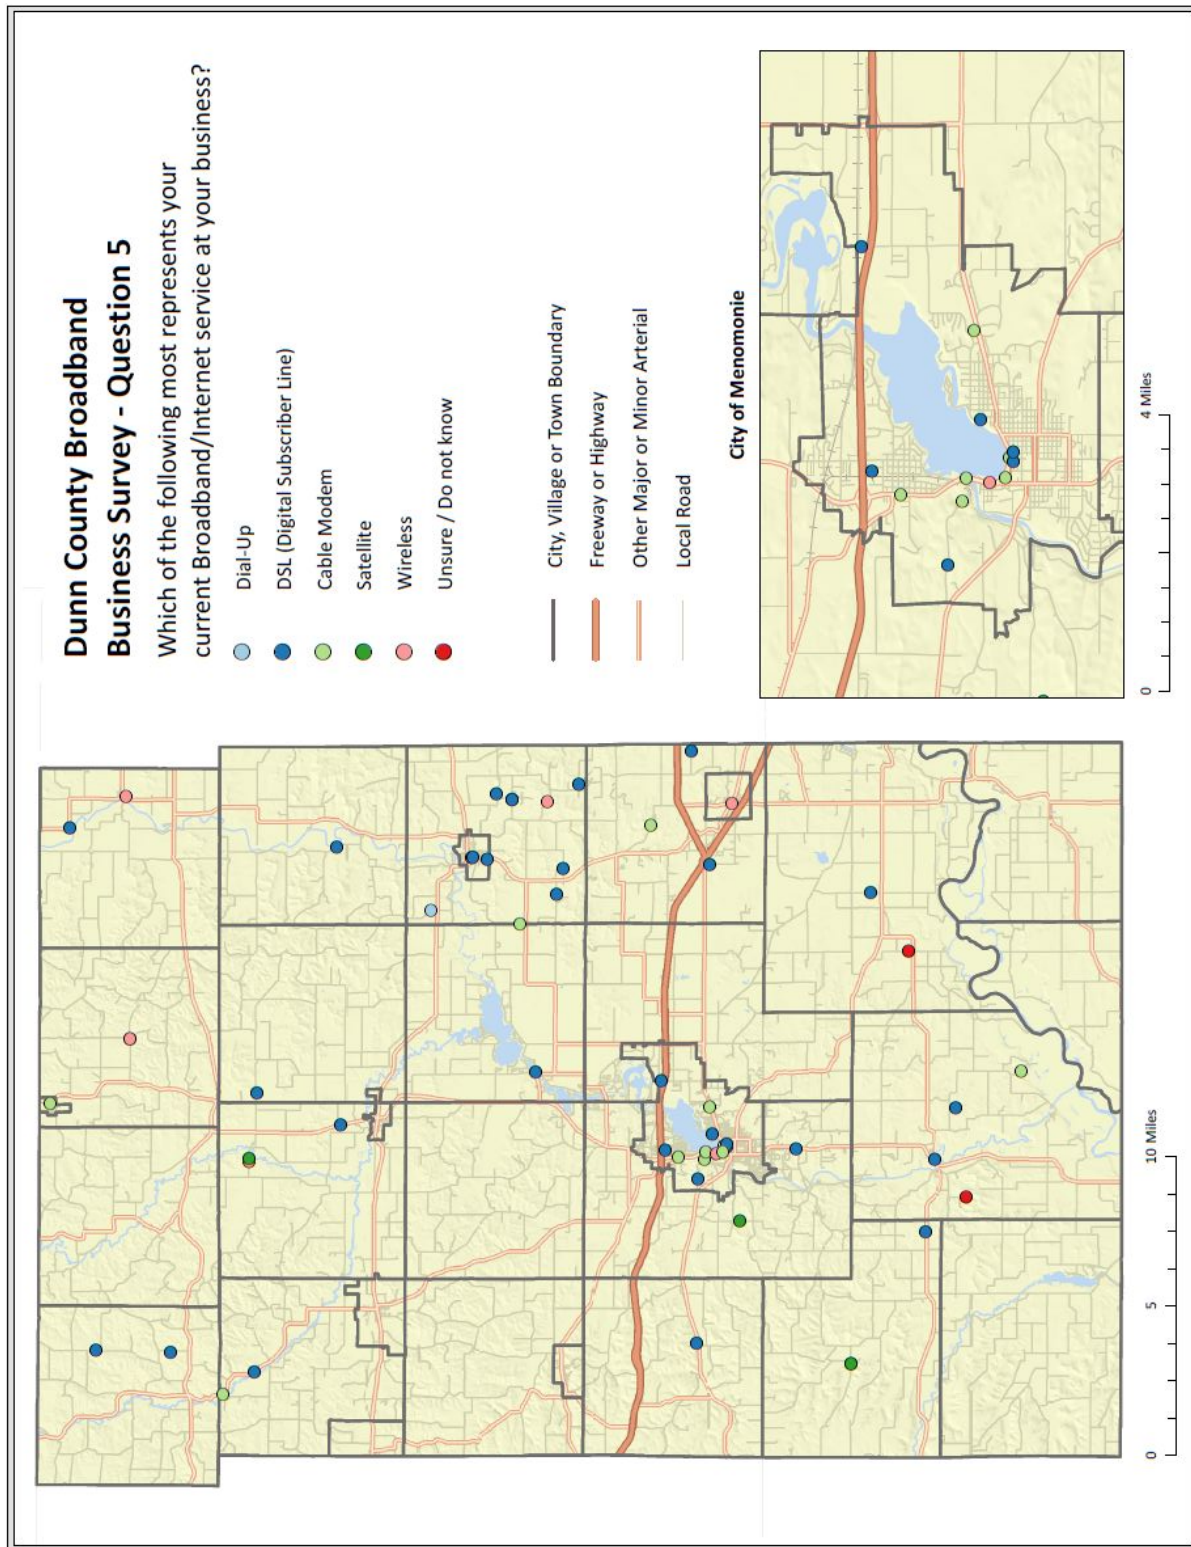 Dunn County Broadband
Business Survey - Question 5
Which of the following most represents your
current Broadband/Internet service at your business?
Dial-Up
DSL (Digital Subscriber Line)
Cable Modem
Satellite
Wireless
Unsure / Do not know
City, Village or Town Boundary
Freeway or Highway
Other Major or Minor Arterial
Local Road
City of Menomonie
0 4 Miles
0 5 10 Miles